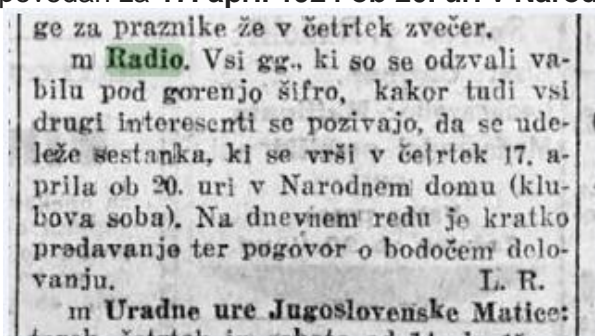 ge za praznike že v četrtek zvečer.
m Radio. Vsi gg., ki so se odzvali va-
bilu pod gorenjo šifro, kakor tudi vsi
drugi interesenti se pozivajo, da se ude-
leže sestanka, ki se vrši v četrtek 17. a-
prila ob 20. uri v Narodnem domu (klu-
bova soba). Na dnevnem redu je kratko
predavanje ter pogovor o bodočem delo-
vanju. L. R.
m Uradne ure Jugoslovenske Matice: